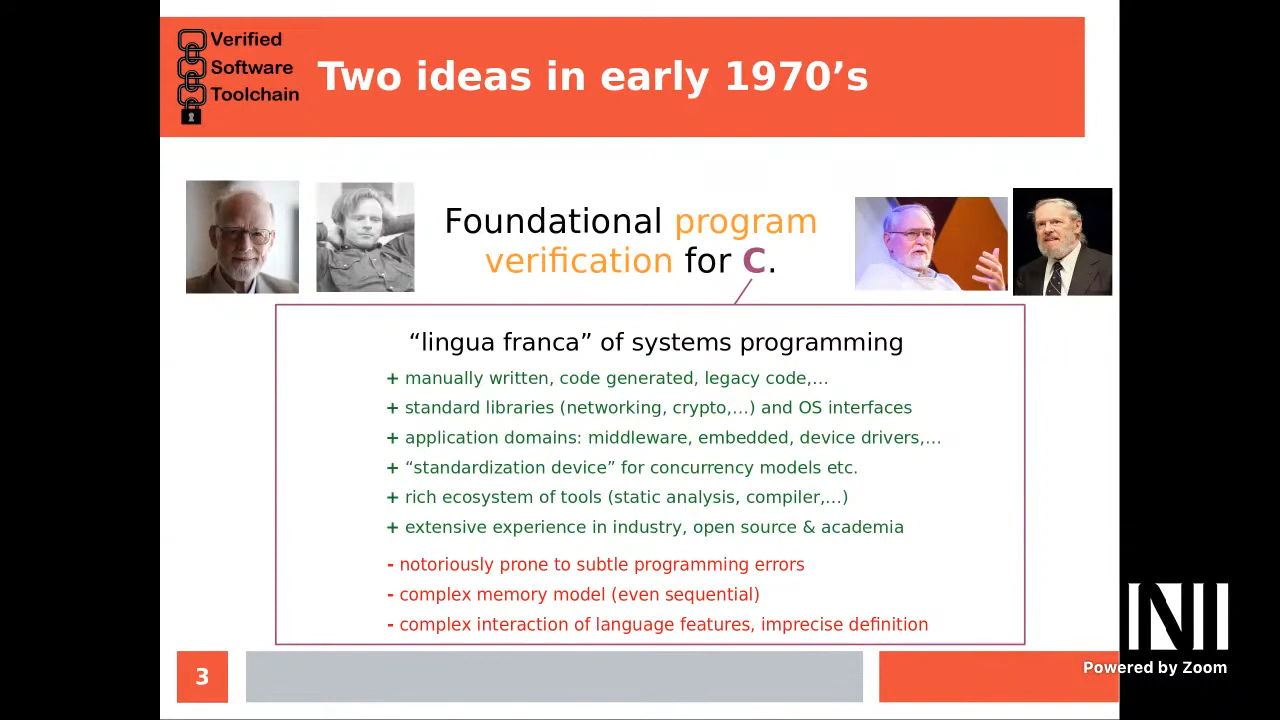 Verified
Software
Toolchain
Two ideas in early 1970’s
Foundational program
verification for C.
“lingua franca” of systems programming
+ manually written, code generated, legacy code,…
+ standard libraries (networking, crypto,…) and OS interfaces
+ application domains: middleware, embedded, device drivers,…
+ “standardization device” for concurrency models etc.
+ rich ecosystem of tools (static analysis, compiler,…)
+ extensive experience in industry, open source & academia
- notoriously prone to subtle programming errors
- complex memory model (even sequential)
- complex interaction of language features, imprecise definition
3
NII
Powered by Zoom